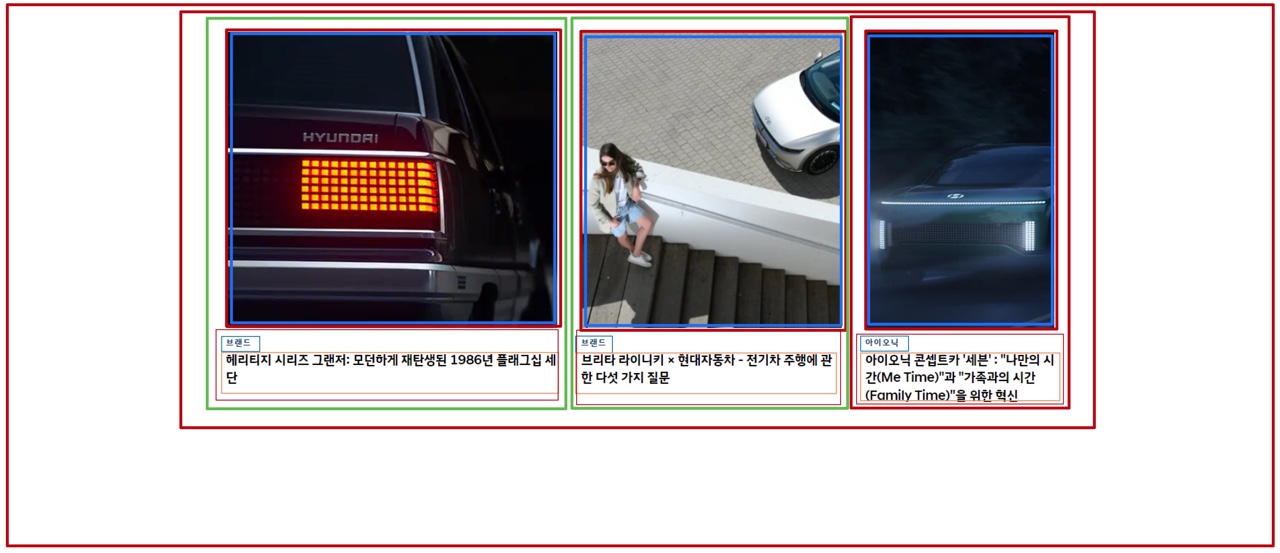 HYUNDAI
브랜드
헤리티지 시리즈 그랜저: 모던하게 재탄생된 1986년 플래그십 세
단
브랜드
브리타 라이니키 × 현대자동차 - 전기차 주행에 관
한 다섯 가지 질문
아이오닉
아이오닉 콘셉트카 '세븐' : "나만의 시
간(Me Time)"과 "가족과의 시간
(Family Time)"을 위한 혁신